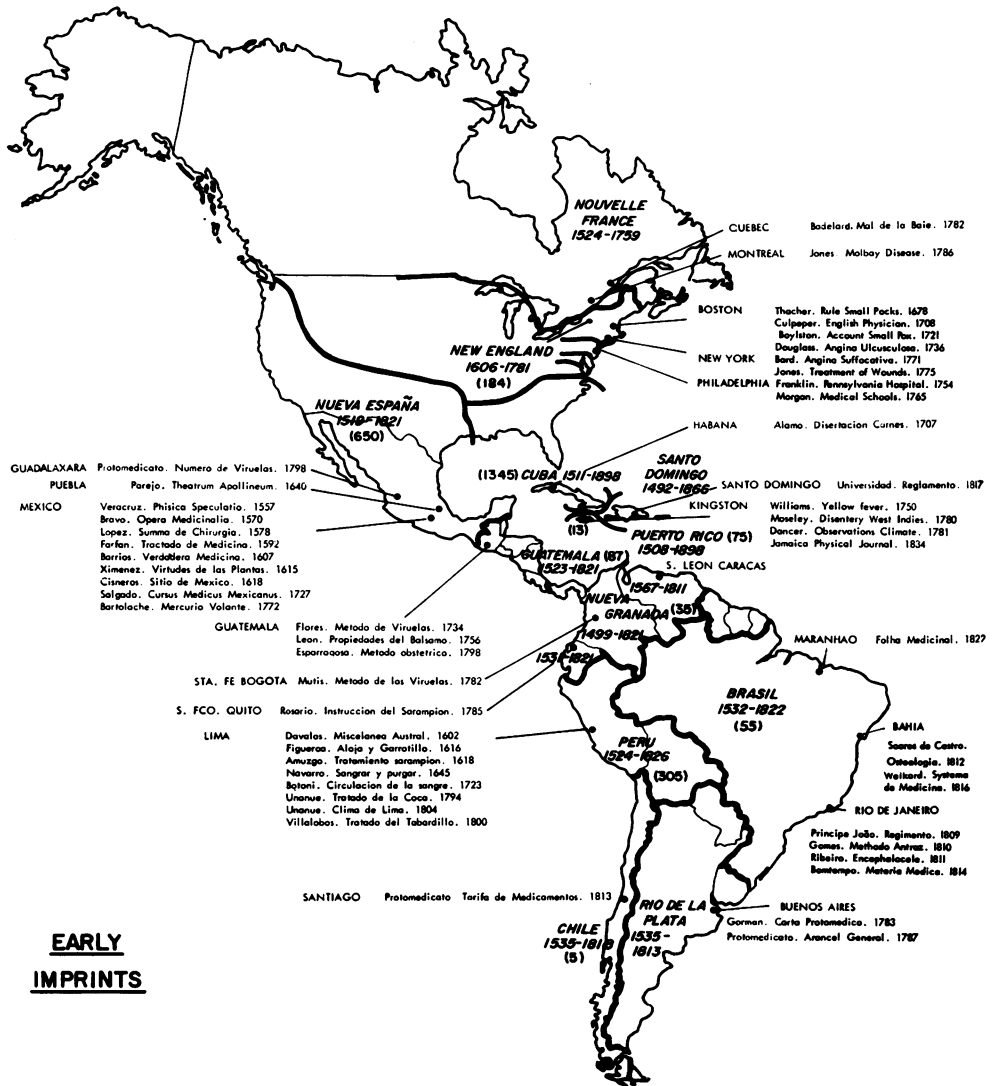 NOUVELLE
FRANCE
1524-1759
CUEBEC Badelard. Mal de la Baie. 1782
MONTREAL Jones. Molbay Disease. 1786
BOSTON Thacher. Rule Small Pocks. 1678
Culpeper. English Physician. 1708
Boylston. Account Small Pox. 1721
Douglass. Angina Ulcusculosa. 1736
NEW YORK Bard. Angina Suffocativa. 1771
Jones. Treatment of Wounds. 1775
PHILADELPHIA Franklin. Pennsylvania Hospital. 1754
Morgan. Medical Schools. 1765
NEW ENGLAND
1606-1781
(184)
NUEVA ESPAÑA
1519-1821
(650)
HABANA Alamo. Disertacion Curnes. 1707
(1345) CUBA 1511-1898
SANTO
DOMINGO
1492-1866
SANTO DOMINGO Universidad. Reglamento. 1817
KINGSTON Williams. Yellow fever. 1750
Moseley. Disentery West Indies. 1780
Dancer. Observations Climate. 1781
Jamaica Physical Journal. 1834
(13)
PUERTO RICO (75)
1508-1898
GUADALAXARA Protomedicato. Numero de Viruelas. 1798
PUEBLA Parejo. Theatrum Apollineum. 1640
MEXICO Veracruz. Phisica Speculatio. 1557
Bravo. Opera Medicinalia. 1570
Lopez. Summa de Chirurgia. 1578
Farfan. Tractado de Medicina. 1592
Barrios. Verdadera Medicina. 1607
Ximenez. Virtudes de las Plantas. 1615
Cisneros. Sitio de Mexico. 1618
Salgado. Cursus Medicus Mexicanus. 1727
Bartolache. Mercurio Volante. 1772
GUATEMALA (87)
1523-1821
S. LEON CARACAS
1567-1811
NUEVA
GRANADA (35)
1499-1821
1531-1821
GUATEMALA Flores. Metodo de Viruelas. 1734
Leon. Propiedades del Balsamo. 1756
Esparragosa. Metodo obstetrico. 1798
MARANHAO Folha Medicinal. 1827
STA. FE BOGOTA Mutis. Metodo de las Viruelas. 1782
S. FCO. QUITO Rosario. Instruccion del Sarampion. 1785
BRASIL
1532-1822
(55)
LIMA Davalos. Miscelanea Austral. 1602
Figueroa. Aloja y Garrotillo. 1616
Amuzgo. Tratamiento sarampion. 1618
Navarro. Sangrar y purgar. 1645
Botoni. Circulacion de la sangre. 1723
Unanue. Tratado de la Coca. 1794
Unanue. Clima de Lima. 1804
Villalobos. Tratado del Tabardillo. 1800
PERU
1524-1826
(305)
BAHIA
Soares de Castro.
Osteologia. 1812
Weikard. Systema
de Medicina. 1816
RIO DE JANEIRO
Principe João. Regimento. 1809
Gomes. Methodo Antraz. 1810
Ribeiro. Encephalocele. 1811
Bomtempo. Materia Medica. 1814
SANTIAGO Protomedicato Tarifa de Medicamentos. 1813
RIO DE LA
PLATA
1535-
1813
CHILE
1535-1818
(5)
BUENOS AIRES
Gorman. Carta Protomedico. 1783
Protomedicato. Arancel General. 1787
EARLY
IMPRINTS